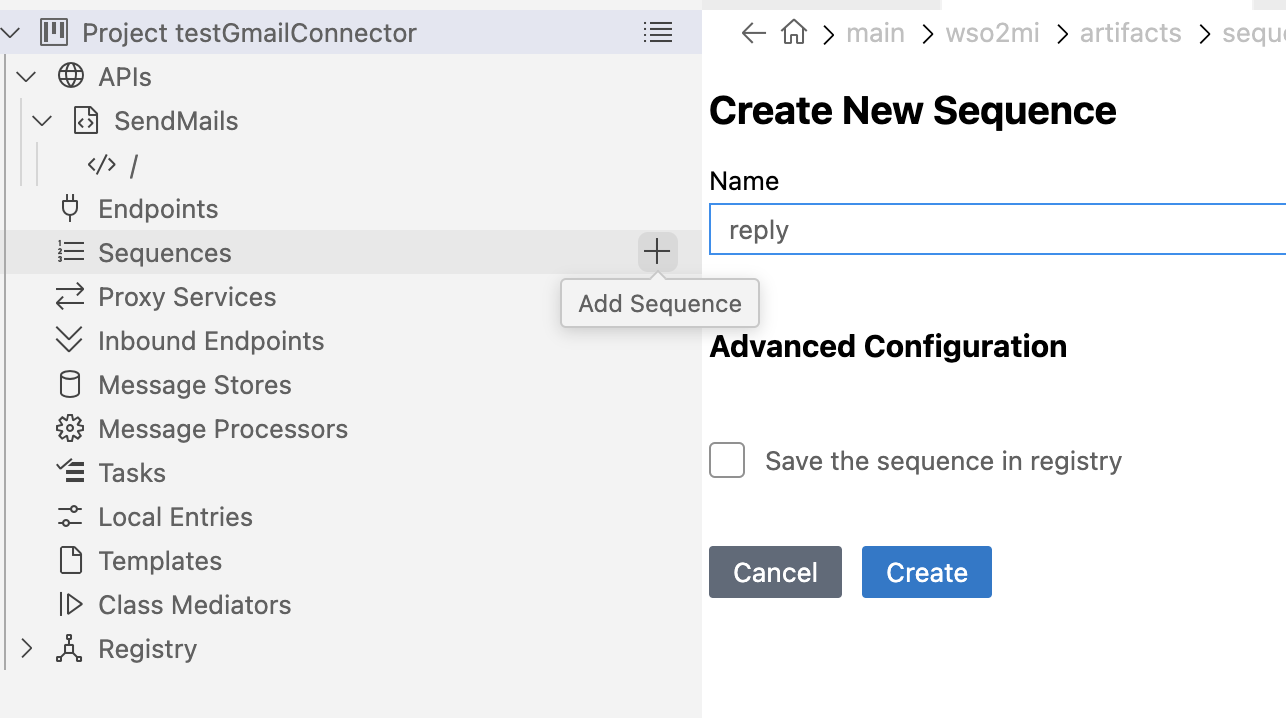 Project testGmailConnector
APIs
SendMails
/
Endpoints
Sequences
Add Sequence
Proxy Services
Inbound Endpoints
Message Stores
Message Processors
Tasks
Local Entries
Templates
Class Mediators
Registry
main > wso2mi > artifacts >
Create New Sequence
Name
reply
Advanced Configuration
Save the sequence in registry
Cancel Create